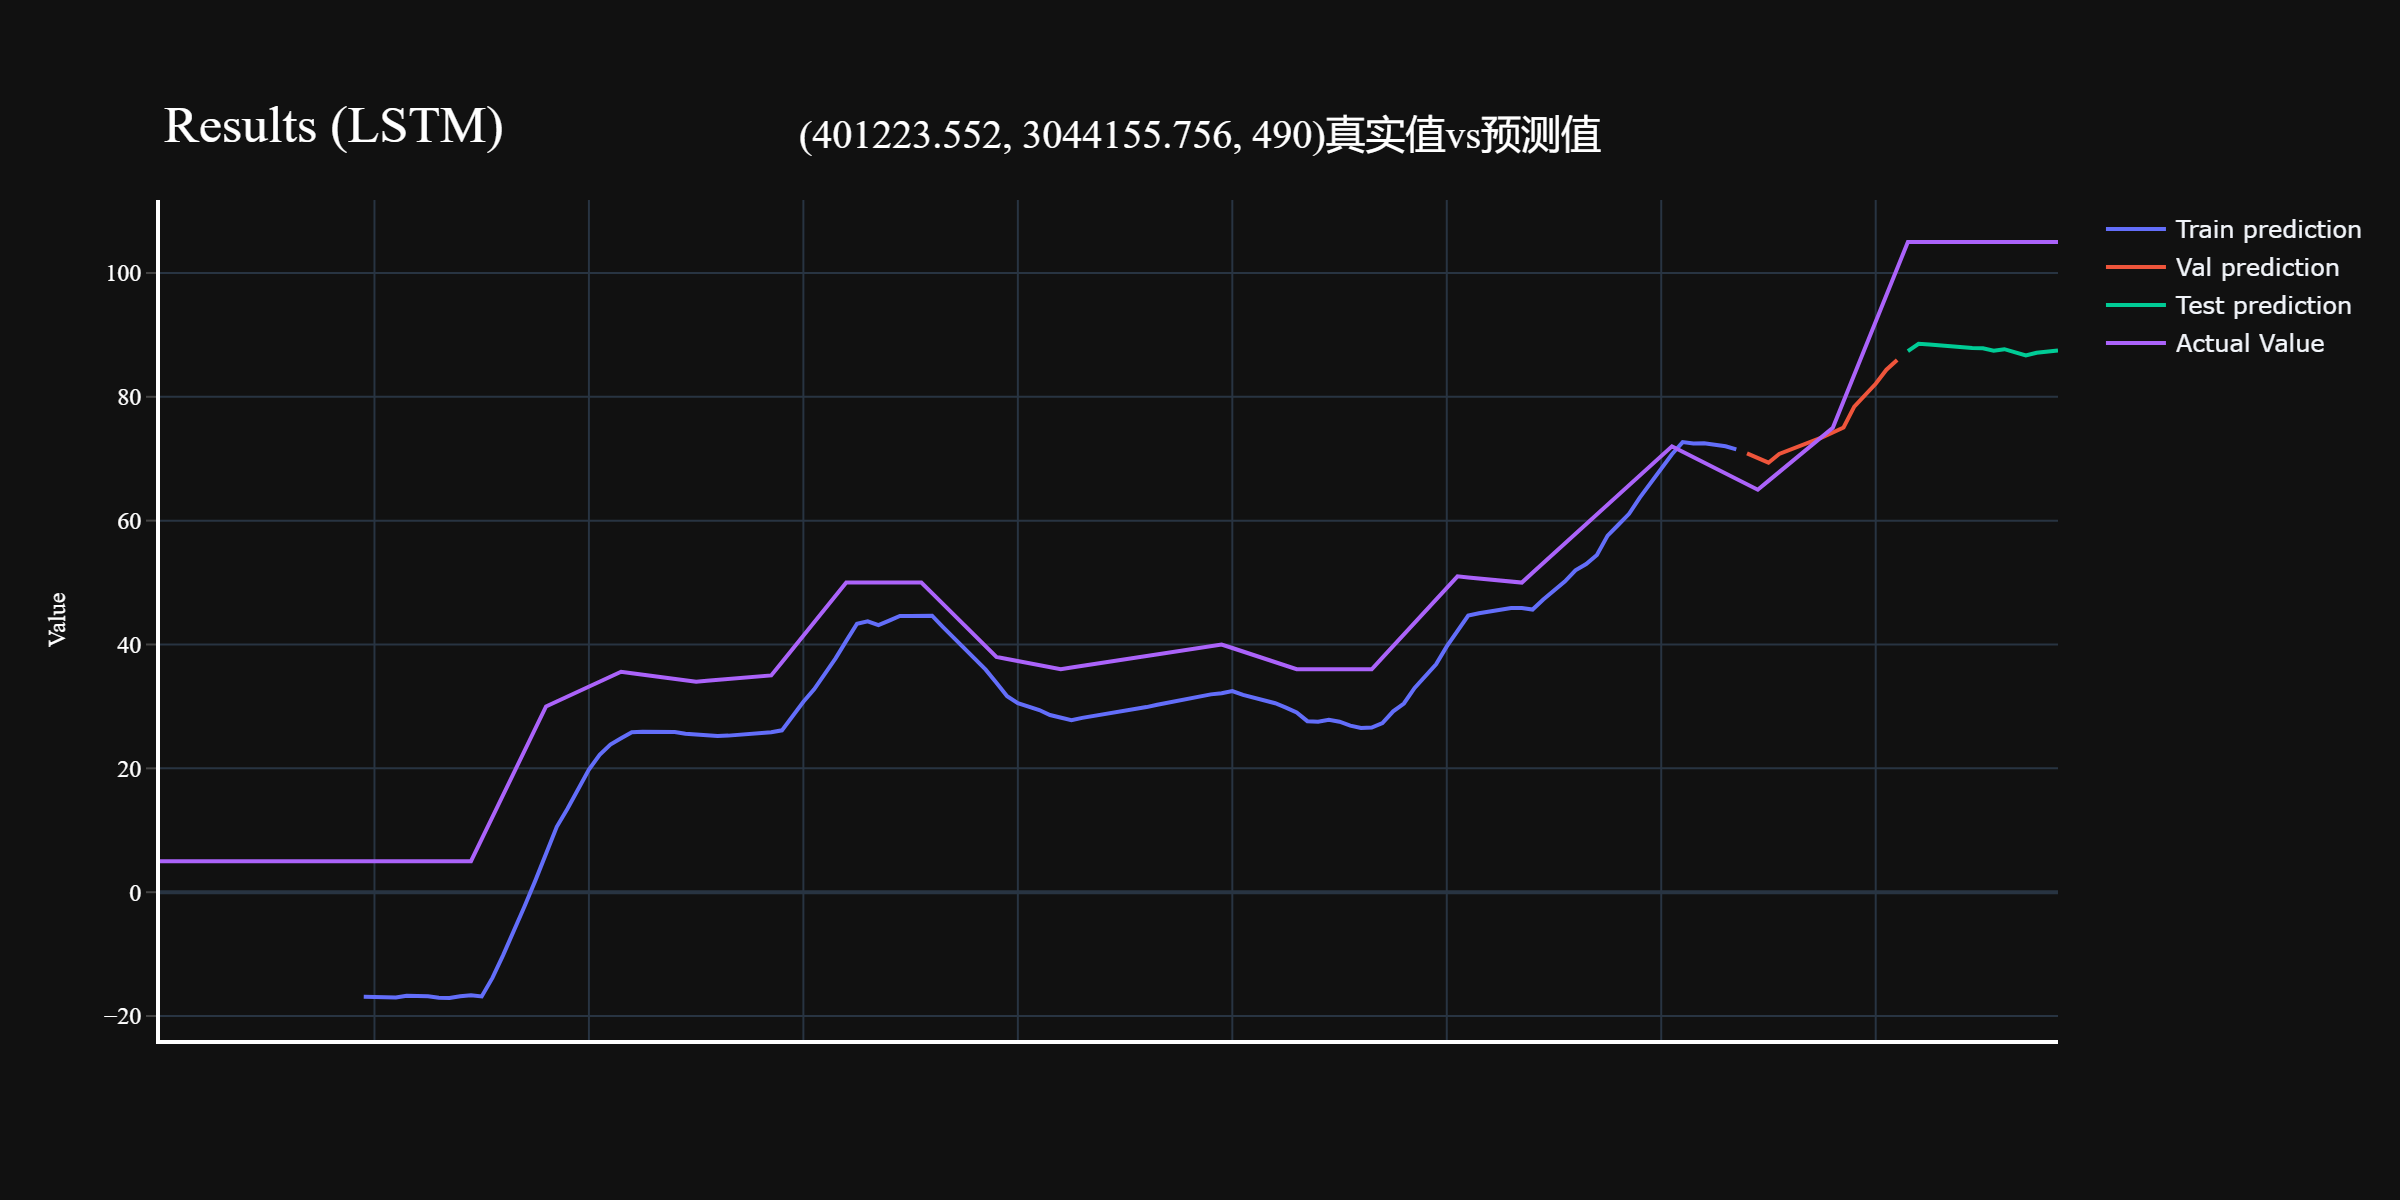 Results (LSTM)
(401223.552, 3044155.756, 490)真实值vs预测值
Train prediction
Val prediction
Test prediction
Actual Value
100
80
60
40
20
0
−20
Value